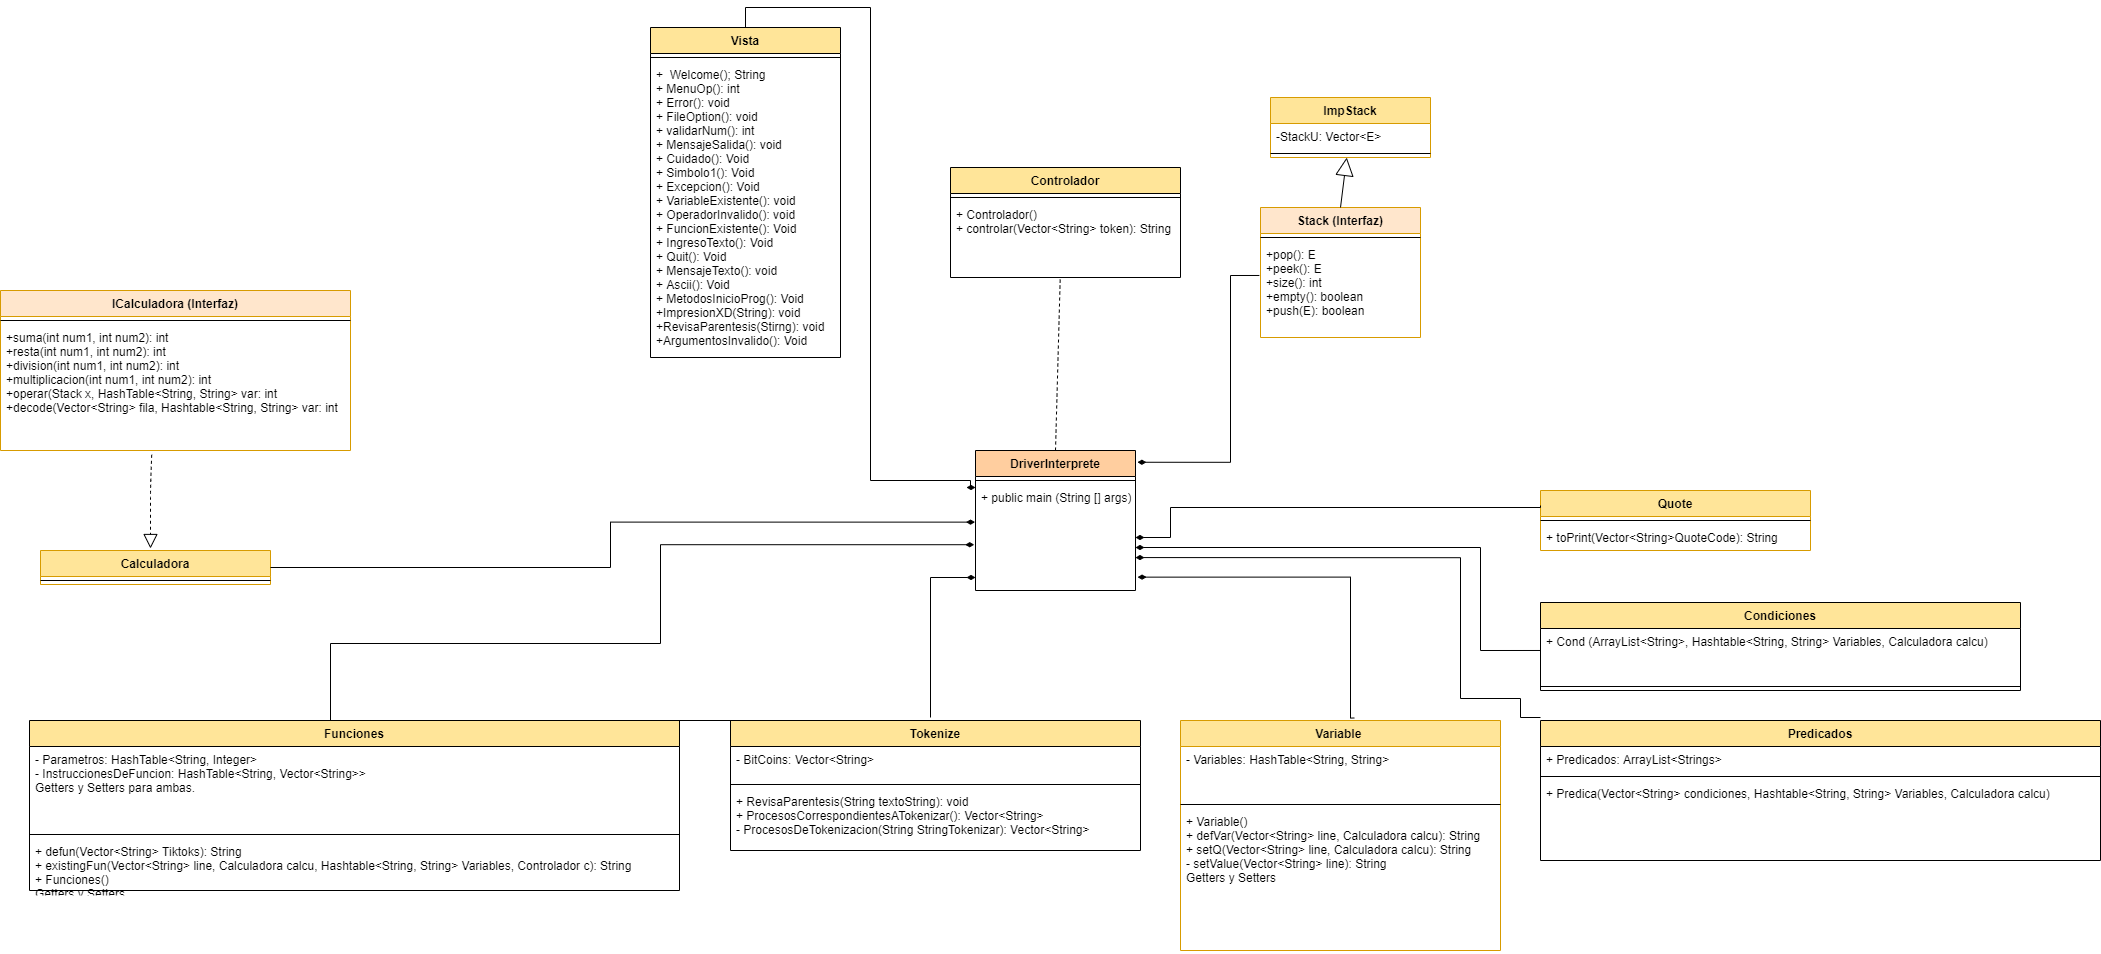 Vista
+  Welcome(); String
+ MenuOp(): int
+ Error(): void
+ FileOption(): void
+ validarNum(): int
+ MensajeSalida(): void
+ Cuidado(): Void
+ Simbolo1(): Void
+ Excepcion(): Void
+ VariableExistente(): void
+ OperadorInvalido(): void
+ FuncionExistente(): Void
+ IngresoTexto(): Void
+ Quit(): Void
+ MensajeTexto(): void
+ Ascii(): Void
+ MetodosInicioProg(): Void
+ImpresionXD(String): void
+RevisaParentesis(Stirng): void
+ArgumentosInvalido(): Void
ImpStack
-StackU: Vector<E>
Controlador
+ Controlador()
+ controlar(Vector<String> token): String
Stack (Interfaz)
+pop(): E
+peek(): E
+size(): int
+empty(): boolean
+push(E): boolean
ICalculadora (Interfaz)
+suma(int num1, int num2): int
+resta(int num1, int num2): int
+division(int num1, int num2): int
+multiplicacion(int num1, int num2): int
+operar(Stack x, HashTable<String, String> var: int
+decode(Vector<String> fila, Hashtable<String, String> var: int
DriverInterprete
+ public main (String [] args)
Quote
+ toPrint(Vector<String>QuoteCode): String
Calculadora
Condiciones
+ Cond (ArrayList<String>, Hashtable<String, String> Variables, Calculadora calcu)
Funciones
- Parametros: HashTable<String, Integer>
- InstruccionesDeFuncion: HashTable<String, Vector<String>>
Getters y Setters para ambas.
+ defun(Vector<String> Tiktoks): String
+ existingFun(Vector<String> line, Calculadora calcu, Hashtable<String, String> Variables, Controlador c): String
+ Funciones()
Getters y Setters
Tokenize
- BitCoins: Vector<String>
+ RevisaParentesis(String textoString): void
+ ProcesosCorrespondientesATokenizar(): Vector<String>
- ProcesosDeTokenizacion(String StringTokenizar): Vector<String>
Variable
- Variables: HashTable<String, String>
+ Variable()
+ defVar(Vector<String> line, Calculadora calcu): String
+ setQ(Vector<String> line, Calculadora calcu): String
- setValue(Vector<String> line): String
Getters y Setters
Predicados
+ Predicados: ArrayList<Strings>
+ Predica(Vector<String> condiciones, Hashtable<String, String> Variables, Calculadora calcu)